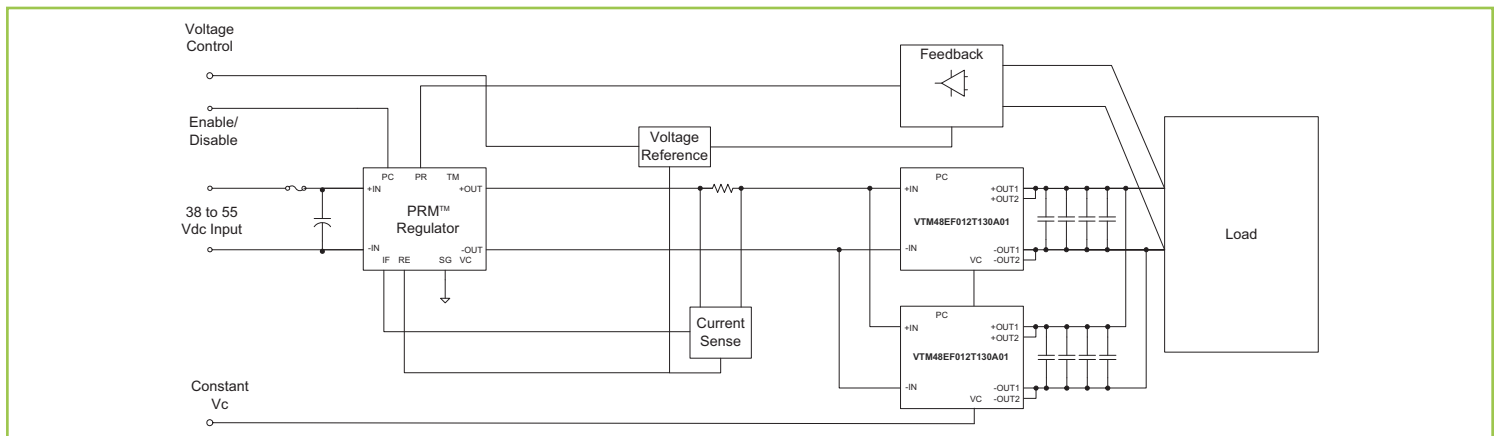 Voltage
Control
Enable/
Disable
38 to 55
Vdc Input
Constant
Vc
PC PR TM
+IN +OUT
PRM™
Regulator
-IN -OUT
IF RE SG VC
Voltage
Reference
Current
Sense
Feedback
PC
+IN +OUT1
+OUT2
VTM48EF012T130A01
-IN -OUT1
VC -OUT2
PC
+IN +OUT1
+OUT2
VTM48EF012T130A01
-IN -OUT1
VC -OUT2
Load